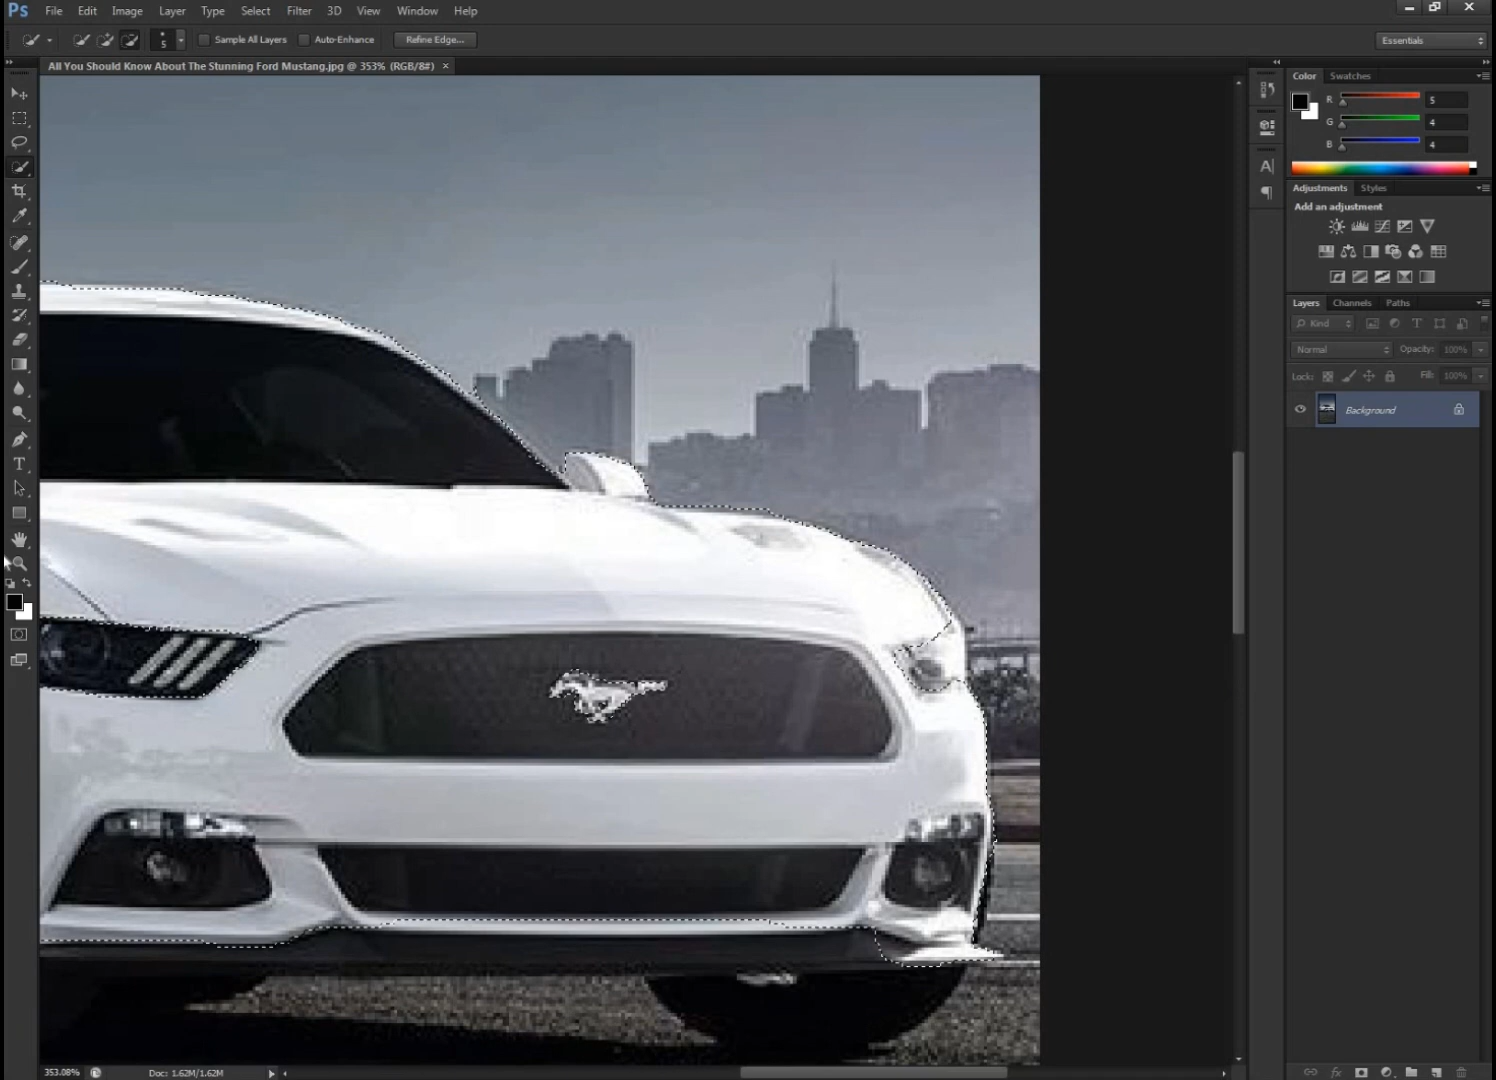 Ps File Edit Image Layer Type Select Filter 3D View Window Help
5 Sample All Layers Auto-Enhance Refine Edge... Essentials
All You Should Know About The Stunning Ford Mustang.jpg @ 353% (RGB/8#) ×
Color Swatches
R 5
G 4
B 4
Adjustments Styles
Add an adjustment
Layers Channels Paths
Kind
Normal Opacity: 100%
Lock: Fill: 100%
Background
353.08% Doc: 1.62M/1.62M